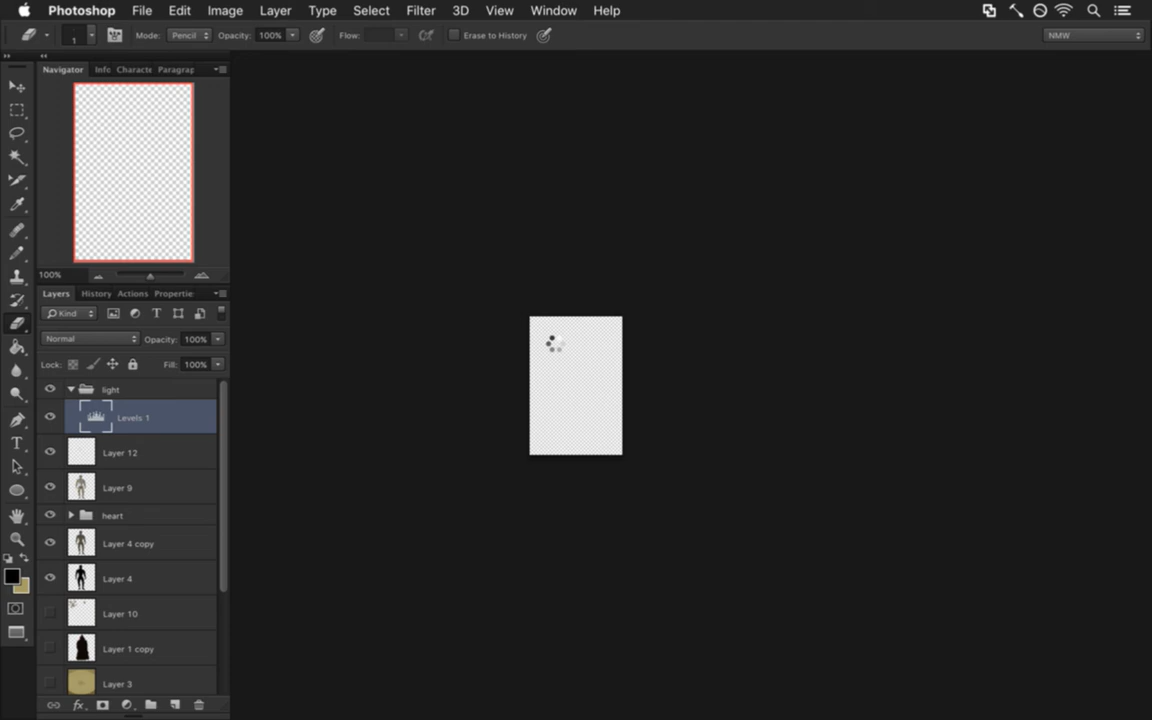 Photoshop File Edit Image Layer Type Select Filter 3D View Window Help
1 Mode: Pencil Opacity: 100% Flow: Erase to History NMW
Navigator Info Characte Paragrap
100%
Layers History Actions Propertie
Kind
Normal Opacity: 100%
Lock: Fill: 100%
light
Levels 1
Layer 12
Layer 9
heart
Layer 4 copy
Layer 4
Layer 10
Layer 1 copy
Layer 3